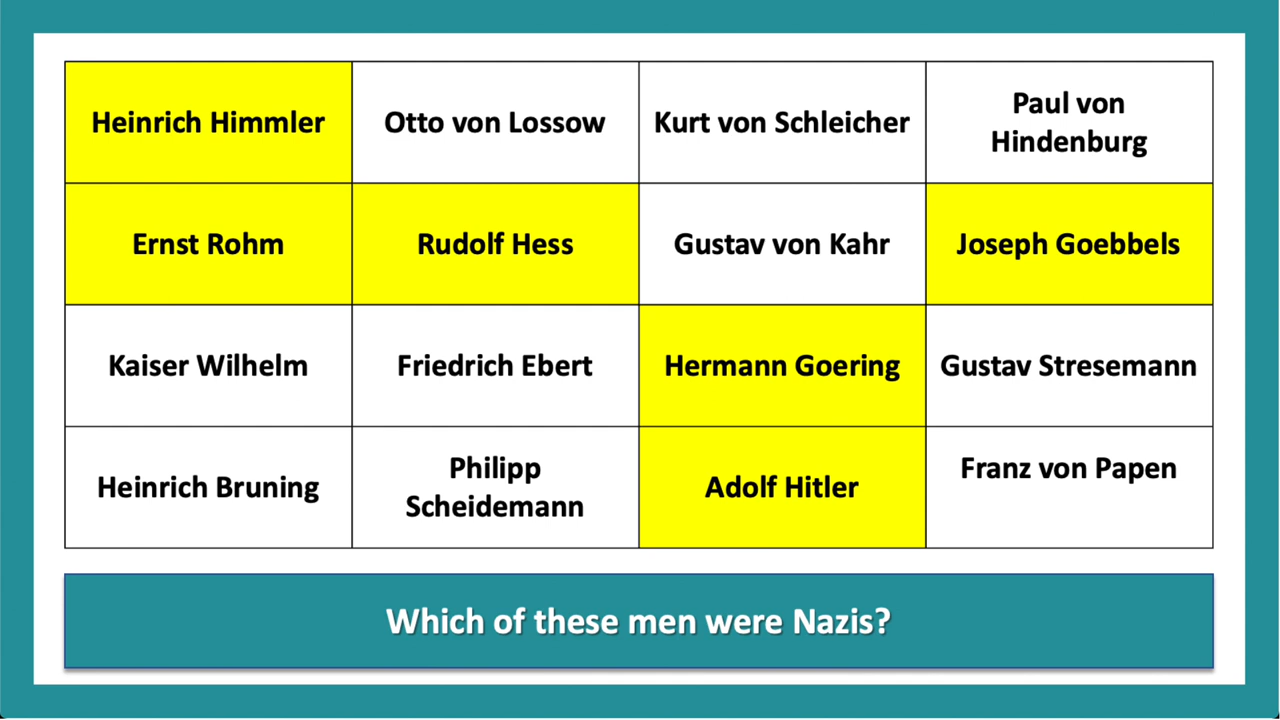 Heinrich Himmler
Otto von Lossow
Kurt von Schleicher
Paul von
Hindenburg
Ernst Rohm
Rudolf Hess
Gustav von Kahr
Joseph Goebbels
Kaiser Wilhelm
Friedrich Ebert
Hermann Goering
Gustav Stresemann
Heinrich Bruning
Philipp
Scheidemann
Adolf Hitler
Franz von Papen
Which of these men were Nazis?